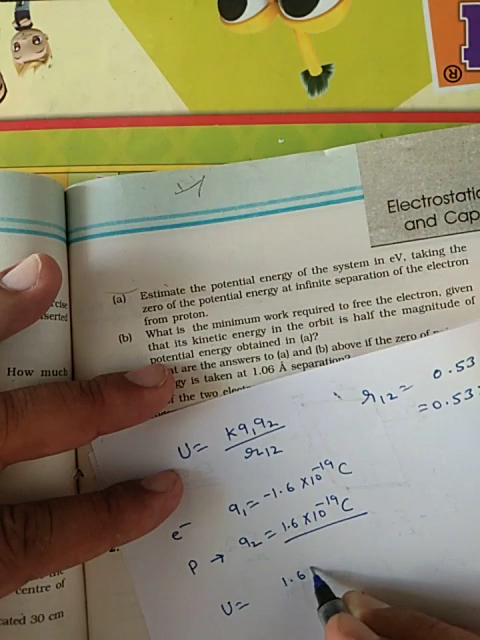 ®
Electrostatic
and Cap
(a) Estimate the potential energy of the system in eV, taking the
zero of the potential energy at infinite separation of the electron
from proton.
(b) What is the minimum work required to free the electron, given
that its kinetic energy in the orbit is half the magnitude of
potential energy obtained in (a)?
at are the answers to (a) and (b) above if the zero of
gy is taken at 1.06 Å separation?
the two elect
serted
How much
centre of
cated 30 cm
r12 = 0.53
= 0.53
U = Kq1q2 / r12
e⁻ q1 = -1.6 × 10⁻¹⁹ C
P → q2 = 1.6 × 10⁻¹⁹ C
U = 1.6